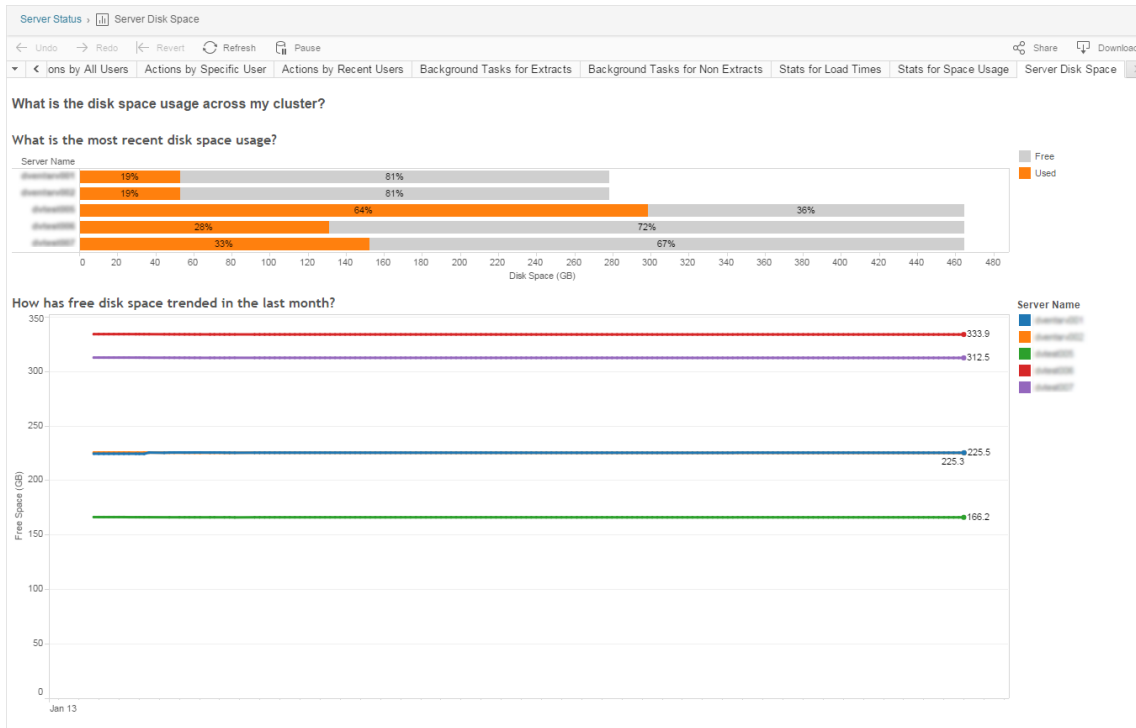 Server Status › Server Disk Space
Undo Redo Revert Refresh Pause Share Download
ons by All Users Actions by Specific User Actions by Recent Users Background Tasks for Extracts Background Tasks for Non Extracts Stats for Load Times Stats for Space Usage Server Disk Space
What is the disk space usage across my cluster?
What is the most recent disk space usage?
Server Name
19% 81%
19% 81%
64% 36%
28% 72%
33% 67%
0 20 40 60 80 100 120 140 160 180 200 220 240 260 280 300 320 340 360 380 400 420 440 460 480
Disk Space (GB)
Free
Used
How has free disk space trended in the last month?
350
300
250
200
150
100
50
0
Free Space (GB)
333.9
312.5
225.5
225.3
166.2
Jan 13
Server Name